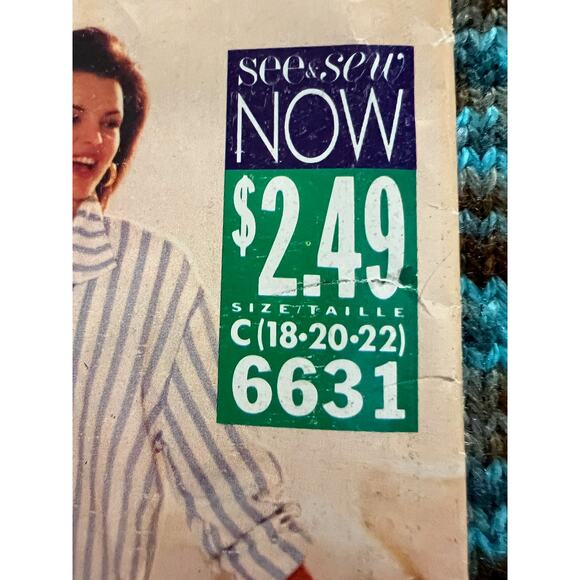 see&sew
NOW
$2.49
SIZE/TAILLE
C (18•20•22)
6631